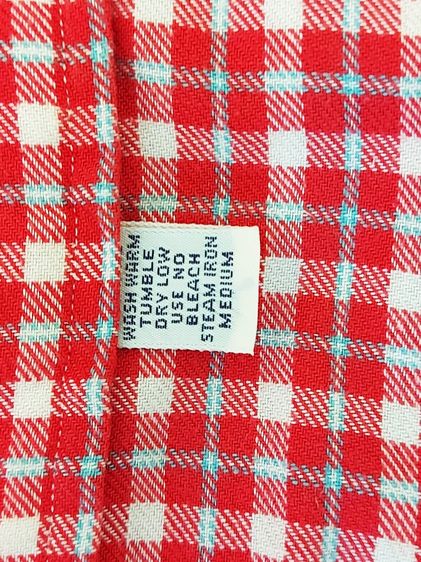 WASH WARM
TUMBLE
DRY LOW
USE NO
BLEACH
STEAM IRON
MEDIUM